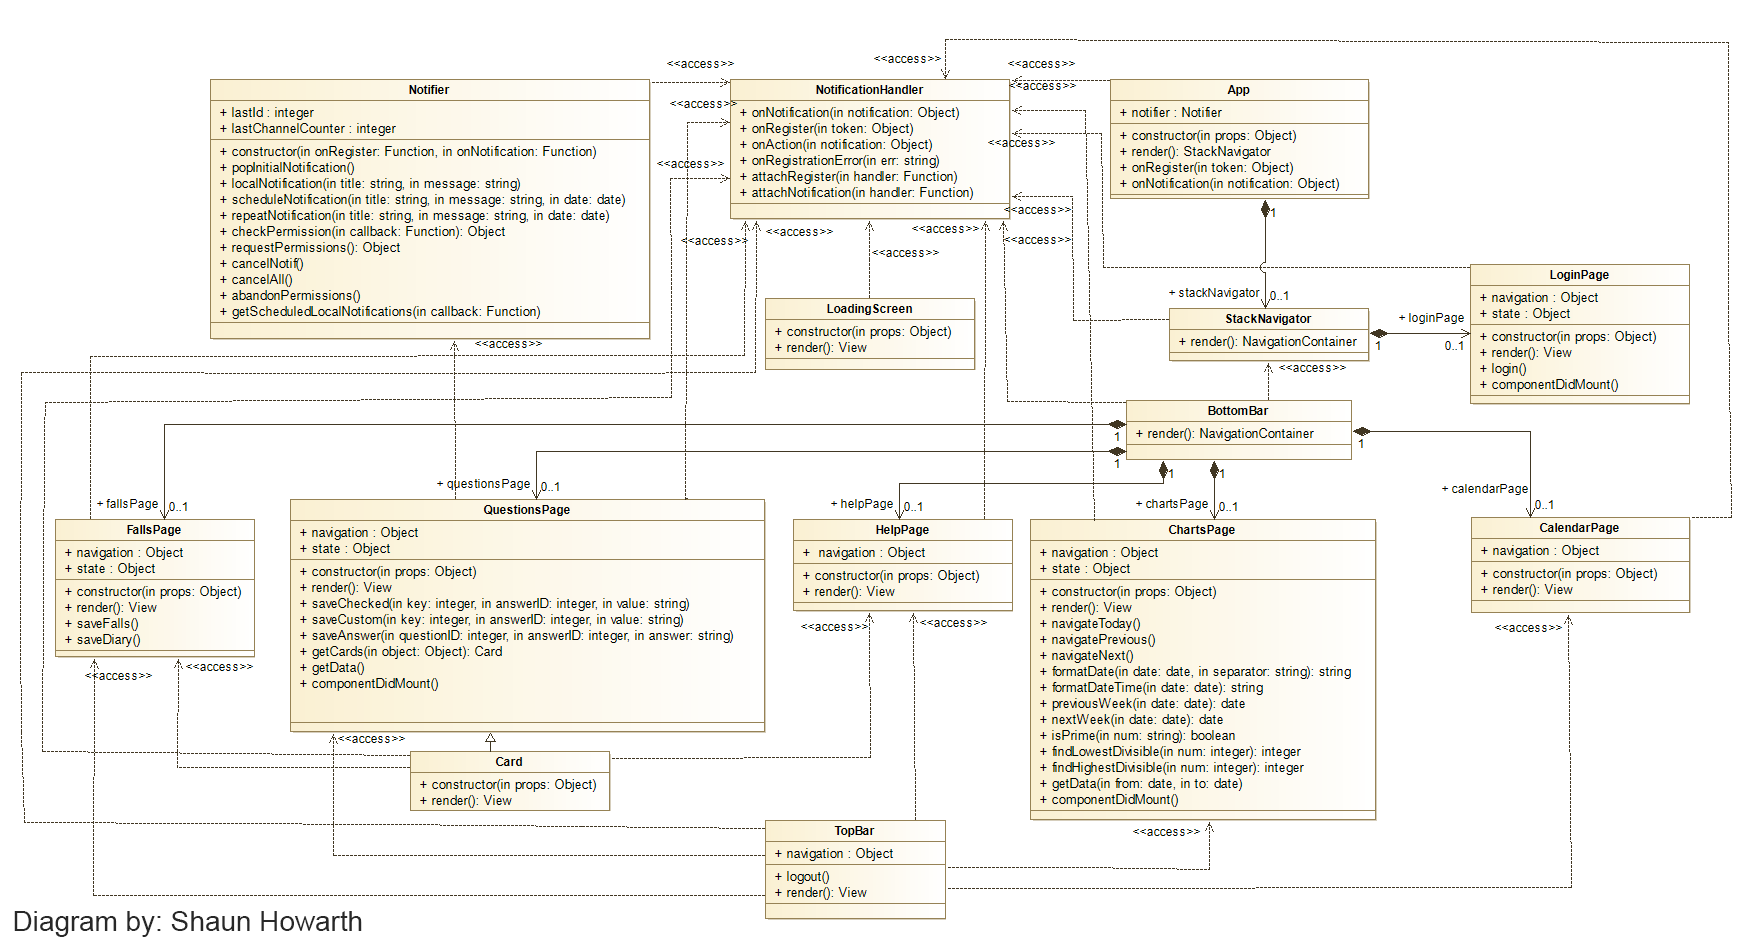 <<access>>
<<access>>
<<access>>
<<access>>
<<access>>
<<access>>
<<access>>
Notifier
+ lastId : integer
+ lastChannelCounter : integer
+ constructor(in onRegister: Function, in onNotification: Function)
+ popInitialNotification()
+ localNotification(in title: string, in message: string)
+ scheduleNotification(in title: string, in message: string, in date: date)
+ repeatNotification(in title: string, in message: string, in date: date)
+ checkPermission(in callback: Function): Object
+ requestPermissions(): Object
+ cancelNotif()
+ cancelAll()
+ abandonPermissions()
+ getScheduledLocalNotifications(in callback: Function)
NotificationHandler
+ onNotification(in notification: Object)
+ onRegister(in token: Object)
+ onAction(in notification: Object)
+ onRegistrationError(in err: string)
+ attachRegister(in handler: Function)
+ attachNotification(in handler: Function)
App
+ notifier : Notifier
+ constructor(in props: Object)
+ render(): StackNavigator
+ onRegister(in token: Object)
+ onNotification(in notification: Object)
<<access>>
1
<<access>>
<<access>>
<<access>>
<<access>>
<<access>>
LoadingScreen
+ constructor(in props: Object)
+ render(): View
+ stackNavigator
0..1
StackNavigator
+ render(): NavigationContainer
1
+ loginPage
0..1
LoginPage
+ navigation : Object
+ state : Object
+ constructor(in props: Object)
+ render(): View
+ login()
+ componentDidMount()
<<access>>
<<access>>
BottomBar
+ render(): NavigationContainer
1
1
1
1
1
+ fallsPage
0..1
+ questionsPage
0..1
+ helpPage
0..1
+ chartsPage
0..1
+ calendarPage
0..1
FallsPage
+ navigation : Object
+ state : Object
+ constructor(in props: Object)
+ render(): View
+ saveFalls()
+ saveDiary()
QuestionsPage
+ navigation : Object
+ state : Object
+ constructor(in props: Object)
+ render(): View
+ saveChecked(in key: integer, in answerID: integer, in value: string)
+ saveCustom(in key: integer, in answerID: integer, in value: string)
+ saveAnswer(in questionID: integer, in answerID: integer, in answer: string)
+ getCards(in object: Object): Card
+ getData()
+ componentDidMount()
HelpPage
+ navigation : Object
+ constructor(in props: Object)
+ render(): View
ChartsPage
+ navigation : Object
+ state : Object
+ constructor(in props: Object)
+ render(): View
+ navigateToday()
+ navigatePrevious()
+ navigateNext()
+ formatDate(in date: date, in separator: string): string
+ formatDateTime(in date: date): string
+ previousWeek(in date: date): date
+ nextWeek(in date: date): date
+ isPrime(in num: string): boolean
+ findLowestDivisible(in num: integer): integer
+ findHighestDivisible(in num: integer): integer
+ getData(in from: date, in to: date)
+ componentDidMount()
CalendarPage
+ navigation : Object
+ constructor(in props: Object)
+ render(): View
<<access>>
<<access>>
<<access>>
<<access>>
<<access>>
<<access>>
<<access>>
Card
+ constructor(in props: Object)
+ render(): View
TopBar
+ navigation : Object
+ logout()
+ render(): View
Diagram by: Shaun Howarth